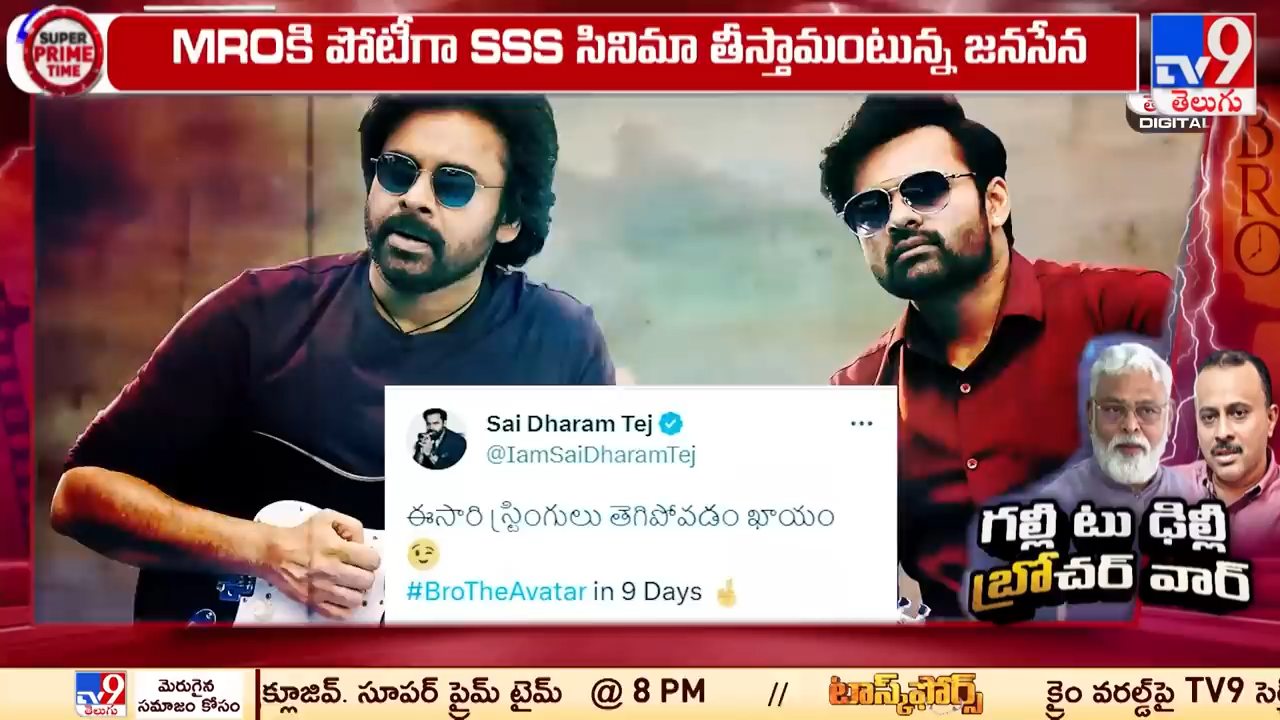 SUPER
PRIME
TIME
MROకి పోటీగా SSS సినిమా తీస్తామంటున్న జనసేన
TV9
తెలుగు
DIGITAL
BRO
Sai Dharam Tej
@IamSaiDharamTej
ఈసారి స్ట్రింగులు తెగిపోవడం ఖాయం
😉
#BroTheAvatar in 9 Days 🤞
గల్లీ టు ఢిల్లీ
బ్రోచర్ వార్
TV9
తెలుగు
మెరుగైన
సమాజం కోసం
క్లూజివ్. సూపర్ ప్రైమ్ టైమ్ @ 8 PM // టాస్క్‌ఫోర్స్ క్రైం వరల్డ్‌పై TV9